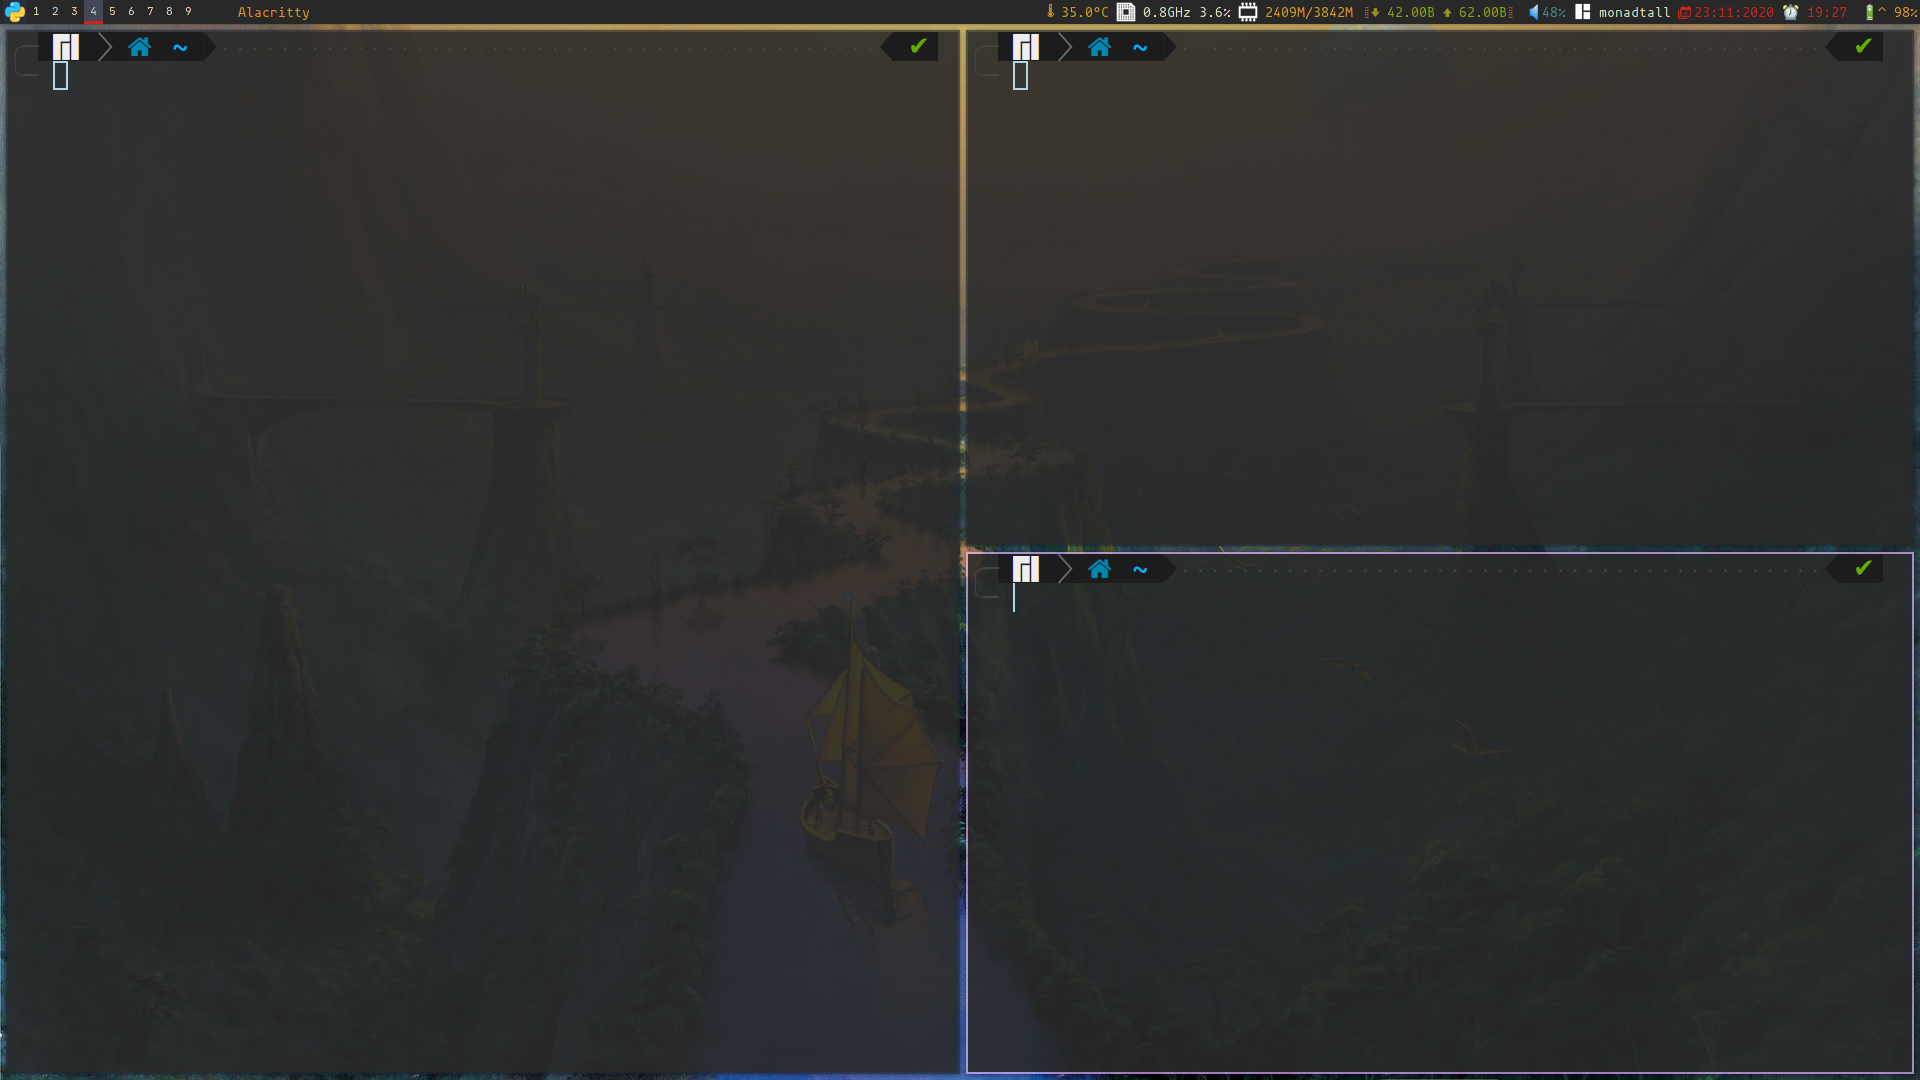 1 2 3 4 5 6 7 8 9 Alacritty 35.0°C 0.8GHz 3.6% 2409M/3842M 42.00B 62.00B 48% monadtall 23:11:2020 19:27 ^ 98%
~ ✔ ~ ✔
~ ✔